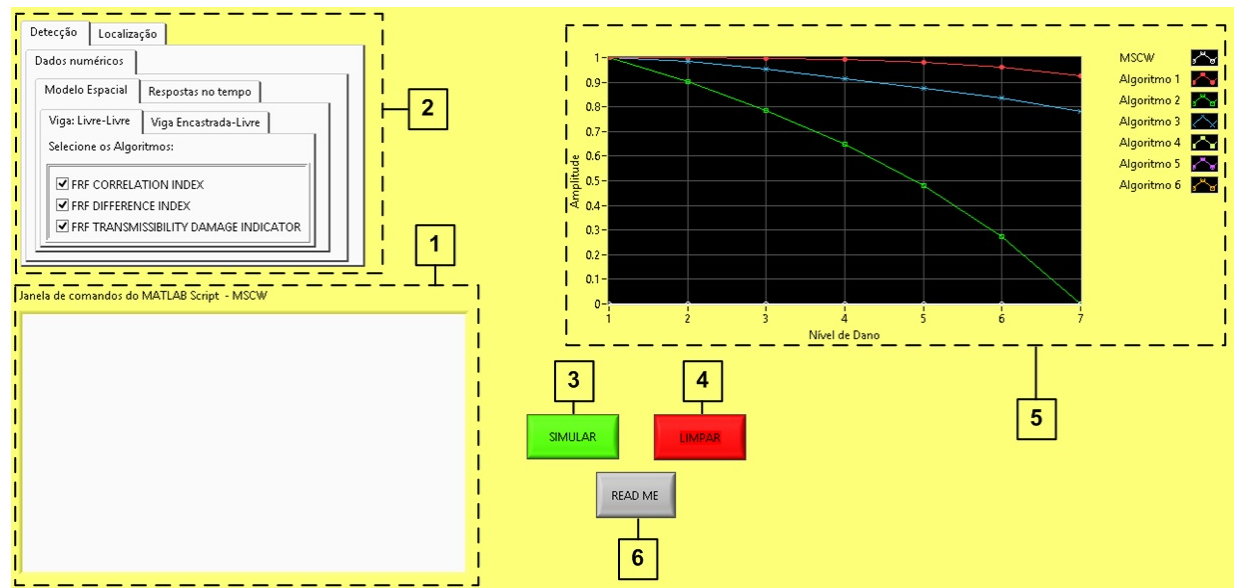 Detecção
Localização
Dados numéricos
Modelo Espacial
Respostas no tempo
Viga: Livre-Livre
Viga Encastrada-Livre
Selecione os Algoritmos:
FRF CORRELATION INDEX
FRF DIFFERENCE INDEX
FRF TRANSMISSIBILITY DAMAGE INDICATOR
2
1
Janela de comandos do MATLAB Script - MSCW
Amplitude
1
0.9
0.8
0.7
0.6
0.5
0.4
0.3
0.2
0.1
0
1 2 3 4 5 6 7
Nível de Dano
MSCW
Algoritmo 1
Algoritmo 2
Algoritmo 3
Algoritmo 4
Algoritmo 5
Algoritmo 6
5
3
4
SIMULAR
LIMPAR
READ ME
6